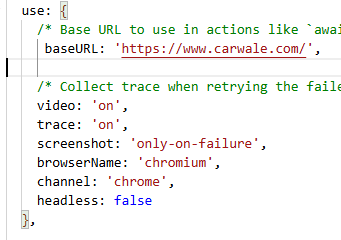 use: {
/* Base URL to use in actions like `awai
baseURL: 'https://www.carwale.com/',
/* Collect trace when retrying the faile
video: 'on',
trace: 'on',
screenshot: 'only-on-failure',
browserName: 'chromium',
channel: 'chrome',
headless: false
},